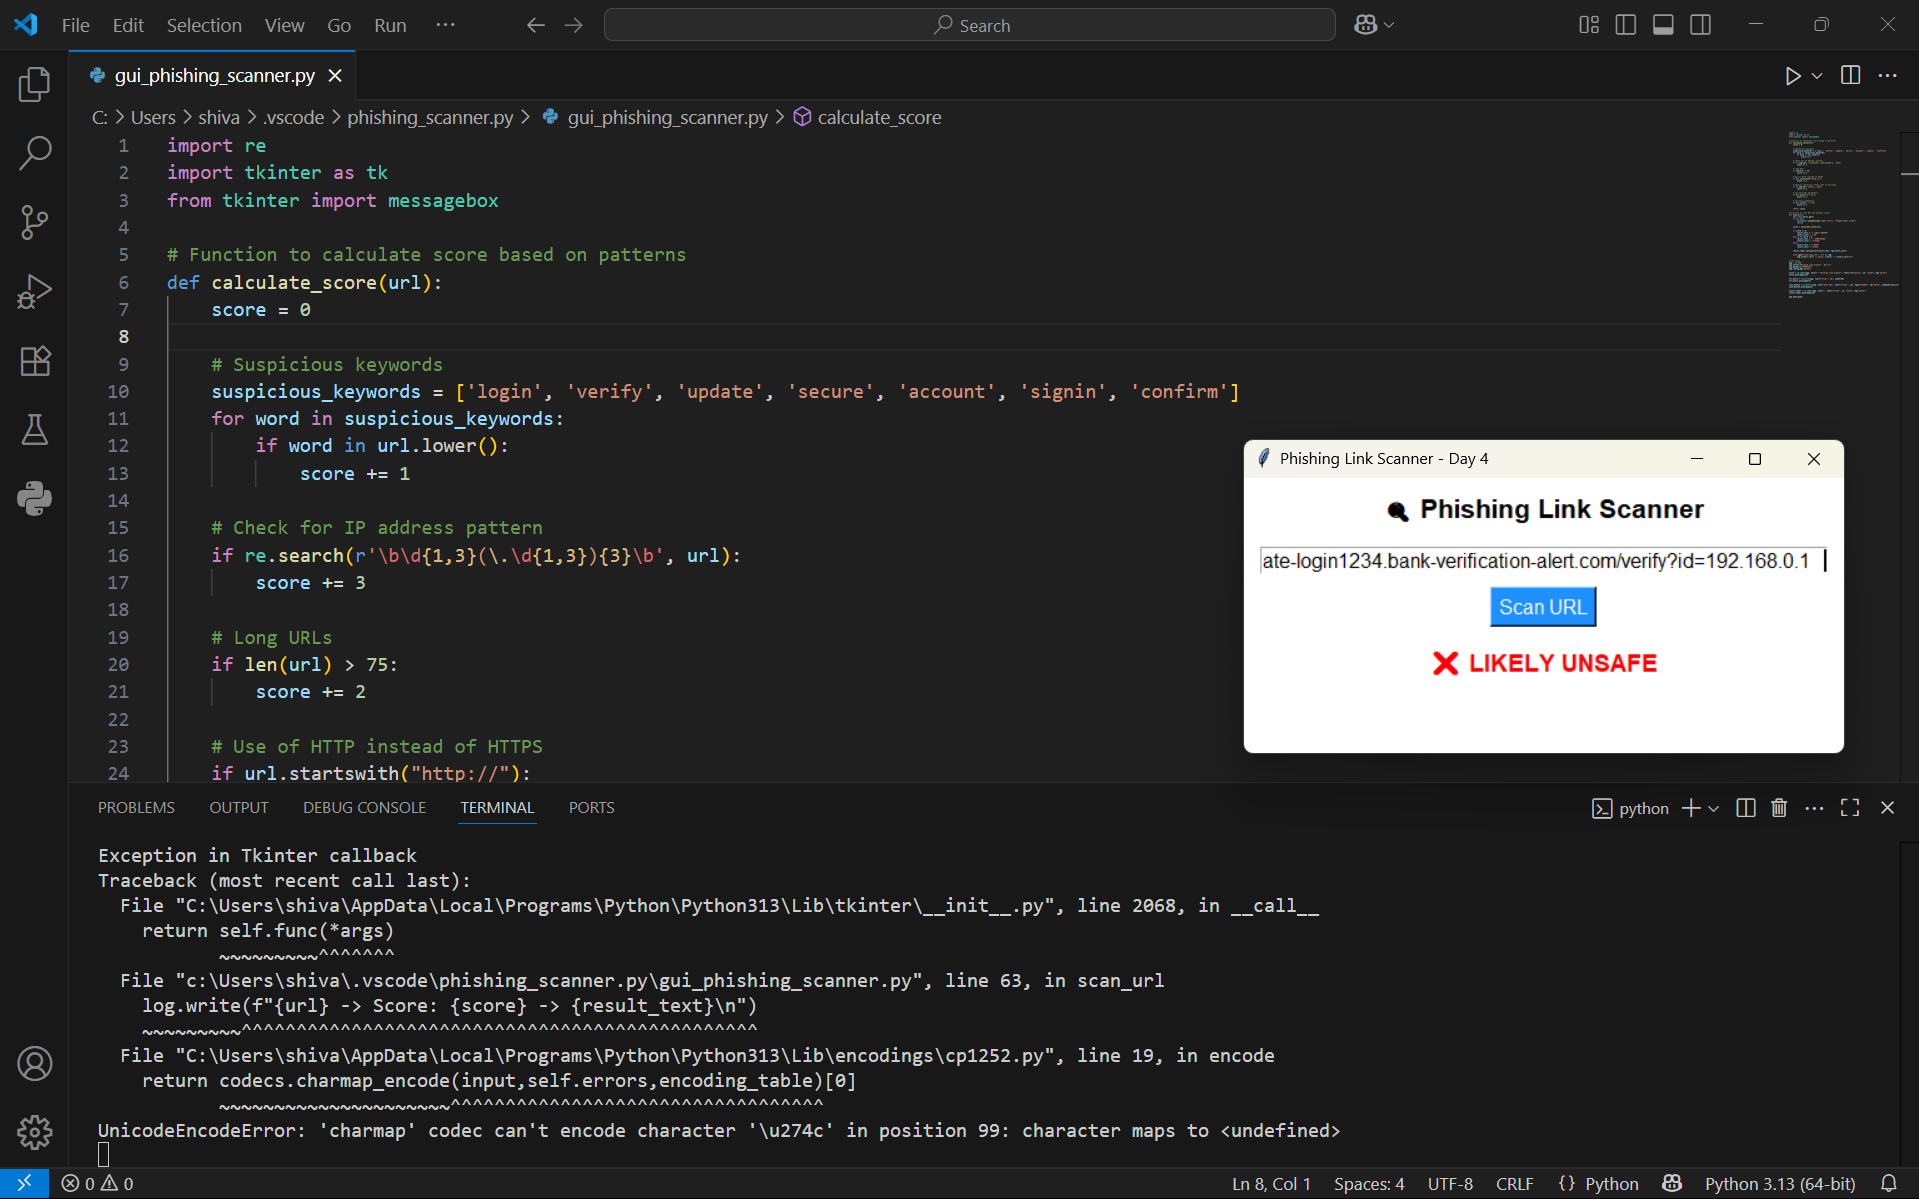 File Edit Selection View Go Run ··· Search
gui_phishing_scanner.py
C: > Users > shiva > .vscode > phishing_scanner.py > gui_phishing_scanner.py > calculate_score
1 import re
2 import tkinter as tk
3 from tkinter import messagebox
4
5 # Function to calculate score based on patterns
6 def calculate_score(url):
7 score = 0
8
9 # Suspicious keywords
10 suspicious_keywords = ['login', 'verify', 'update', 'secure', 'account', 'signin', 'confirm']
11 for word in suspicious_keywords:
12 if word in url.lower():
13 score += 1
14
15 # Check for IP address pattern
16 if re.search(r'\b\d{1,3}(\.\d{1,3}){3}\b', url):
17 score += 3
18
19 # Long URLs
20 if len(url) > 75:
21 score += 2
22
23 # Use of HTTP instead of HTTPS
24 if url.startswith("http://"):
Phishing Link Scanner - Day 4
Phishing Link Scanner
ate-login1234.bank-verification-alert.com/verify?id=192.168.0.1
Scan URL
❌ LIKELY UNSAFE
PROBLEMS OUTPUT DEBUG CONSOLE TERMINAL PORTS python
Exception in Tkinter callback
Traceback (most recent call last):
File "C:\Users\shiva\AppData\Local\Programs\Python\Python313\Lib\tkinter\__init__.py", line 2068, in __call__
return self.func(*args)
~~~~~~~~~^^^^^^^
File "c:\Users\shiva\.vscode\phishing_scanner.py\gui_phishing_scanner.py", line 63, in scan_url
log.write(f"{url} -> Score: {score} -> {result_text}\n")
~~~~~~~~~^^^^^^^^^^^^^^^^^^^^^^^^^^^^^^^^^^^^^^^^^^^^^^^
File "C:\Users\shiva\AppData\Local\Programs\Python\Python313\Lib\encodings\cp1252.py", line 19, in encode
return codecs.charmap_encode(input,self.errors,encoding_table)[0]
~~~~~~~~~~~~~~~~~~~~~^^^^^^^^^^^^^^^^^^^^^^^^^^^^^^^^^^
UnicodeEncodeError: 'charmap' codec can't encode character '\u274c' in position 99: character maps to <undefined>
0 0 Ln 8, Col 1 Spaces: 4 UTF-8 CRLF {} Python Python 3.13 (64-bit)